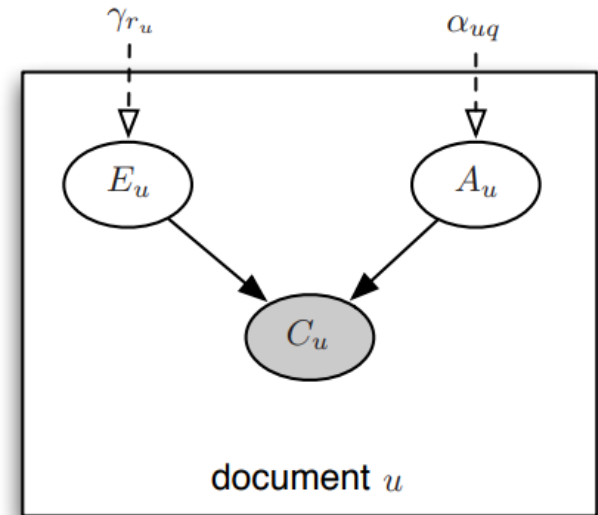 γ_{r_u} α_{uq}
E_u A_u
C_u
document u